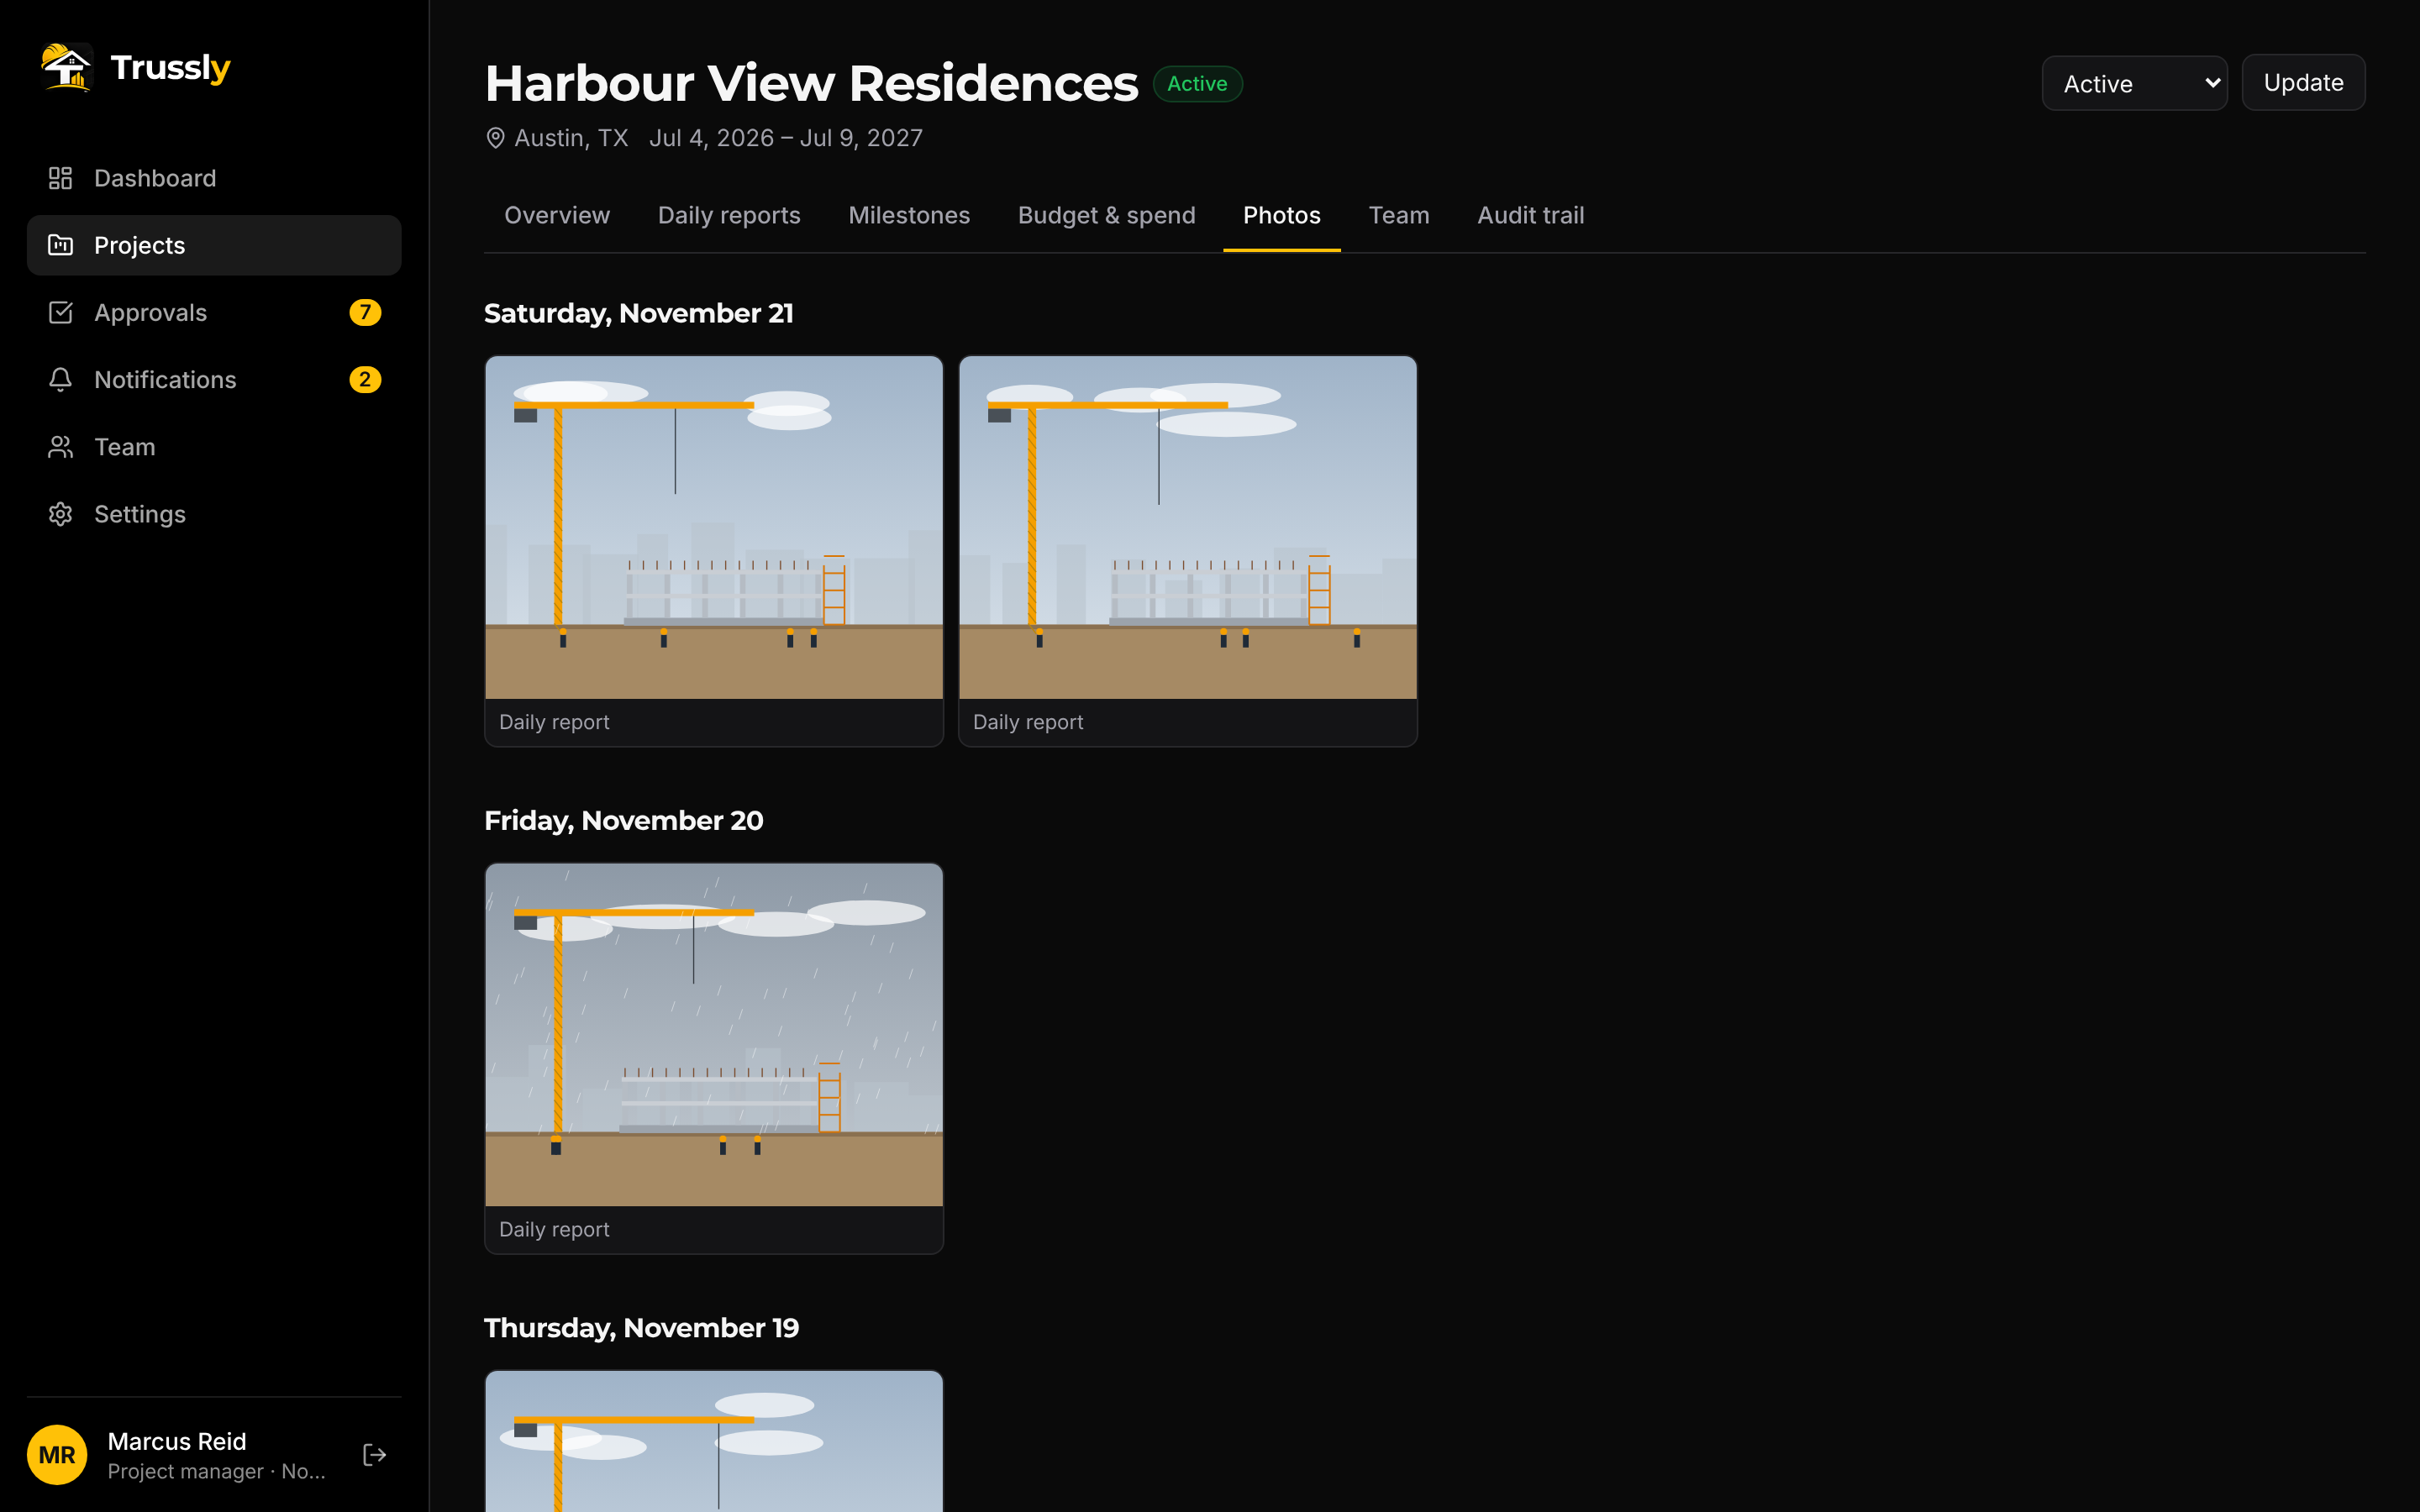 Trussly
Dashboard
Projects
Approvals 7
Notifications 2
Team
Settings
MR
Marcus Reid
Project manager · No...
Harbour View Residences Active
Austin, TX Jul 4, 2026 – Jul 9, 2027
Active Update
Overview Daily reports Milestones Budget & spend Photos Team Audit trail
Saturday, November 21
Daily report Daily report
Friday, November 20
Daily report
Thursday, November 19